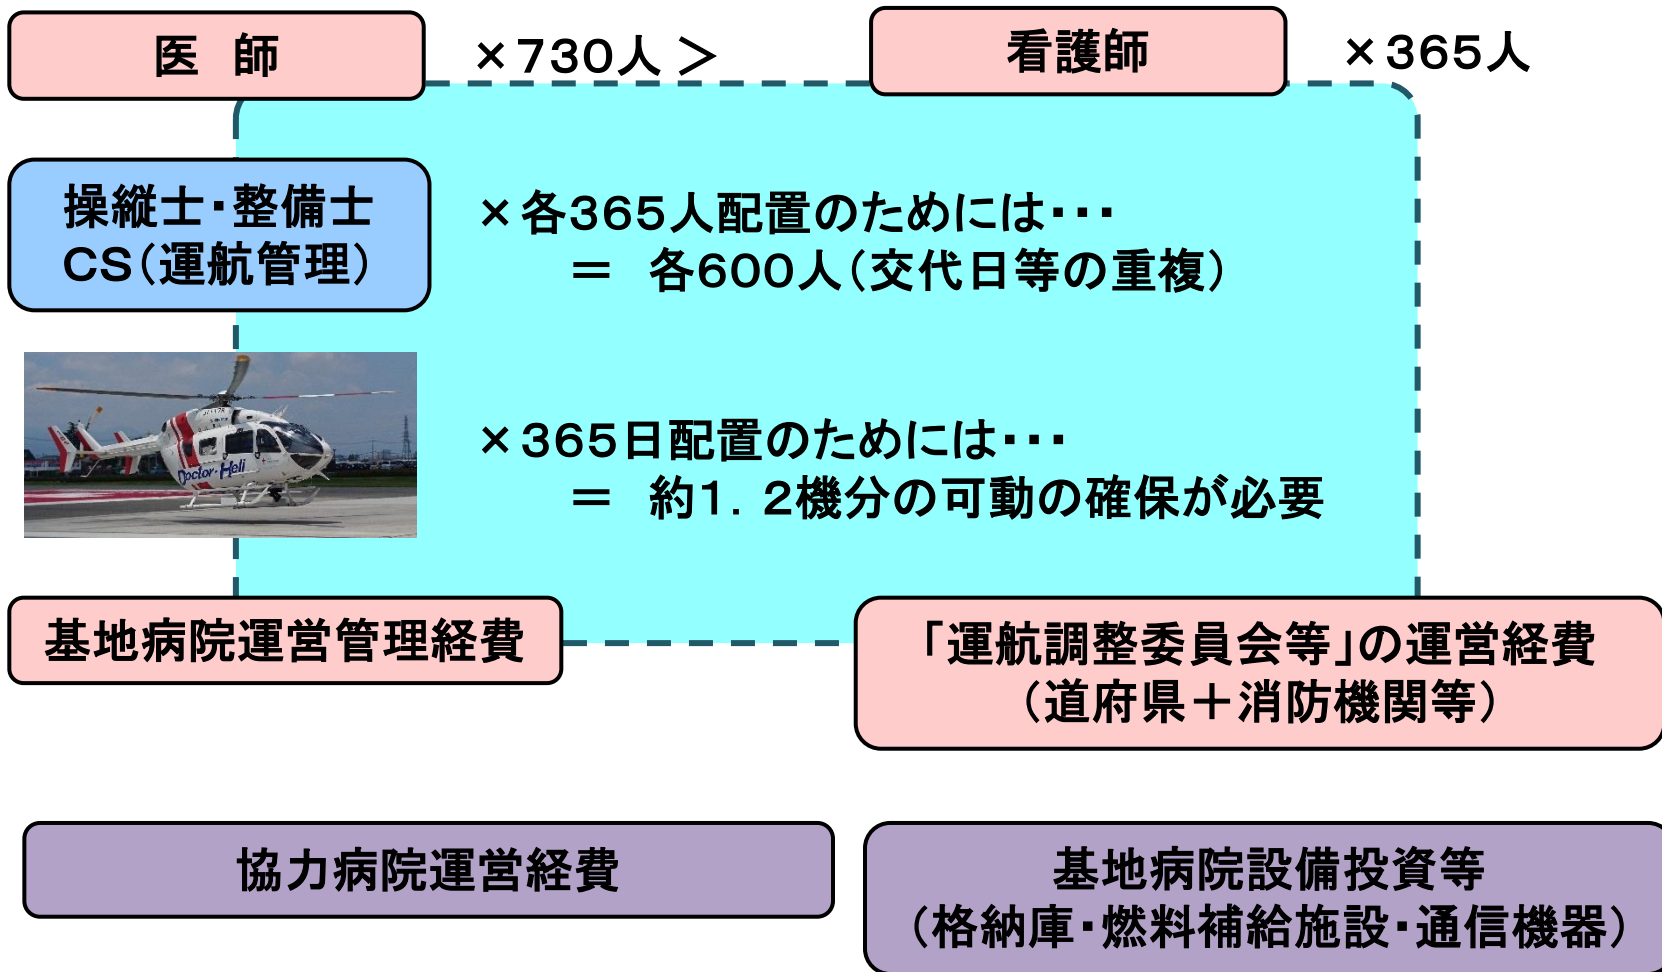 医　師
×730人＞
看護師
×365人
操縦士・整備士
CS（運航管理）
×各365人配置のためには・・・
＝　各600人（交代日等の重複）
Doctor-Heli
×365日配置のためには・・・
＝　約1．2機分の可動の確保が必要
基地病院運営管理経費
「運航調整委員会等」の運営経費
（道府県＋消防機関等）
協力病院運営経費
基地病院設備投資等
（格納庫・燃料補給施設・通信機器）